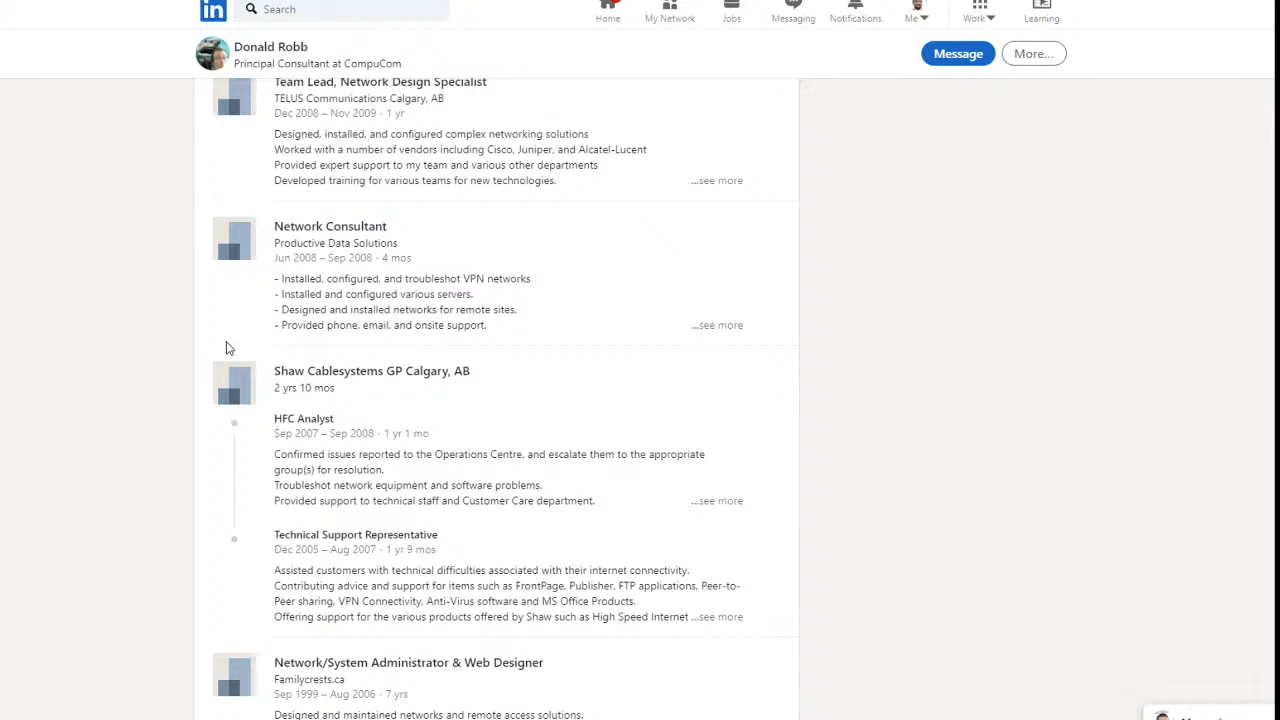 in
Search
Home
My Network
Jobs
Messaging
Notifications
Me
Work
Learning
Donald Robb
Principal Consultant at CompuCom
Message
More...
Team Lead, Network Design Specialist
TELUS Communications Calgary, AB
Dec 2008 – Nov 2009 · 1 yr
Designed, installed, and configured complex networking solutions
Worked with a number of vendors including Cisco, Juniper, and Alcatel-Lucent
Provided expert support to my team and various other departments
Developed training for various teams for new technologies. ...see more
Network Consultant
Productive Data Solutions
Jun 2008 – Sep 2008 · 4 mos
- Installed, configured, and troubleshot VPN networks
- Installed and configured various servers.
- Designed and installed networks for remote sites.
- Provided phone, email, and onsite support. ...see more
Shaw Cablesystems GP Calgary, AB
2 yrs 10 mos
HFC Analyst
Sep 2007 – Sep 2008 · 1 yr 1 mo
Confirmed issues reported to the Operations Centre, and escalate them to the appropriate
group(s) for resolution.
Troubleshot network equipment and software problems.
Provided support to technical staff and Customer Care department. ...see more
Technical Support Representative
Dec 2005 – Aug 2007 · 1 yr 9 mos
Assisted customers with technical difficulties associated with their internet connectivity.
Contributing advice and support for items such as FrontPage, Publisher, FTP applications, Peer-to-
Peer sharing, VPN Connectivity, Anti-Virus software and MS Office Products.
Offering support for the various products offered by Shaw such as High Speed Internet ...see more
Network/System Administrator & Web Designer
Familycrests.ca
Sep 1999 – Aug 2006 · 7 yrs
Designed and maintained networks and remote access solutions.